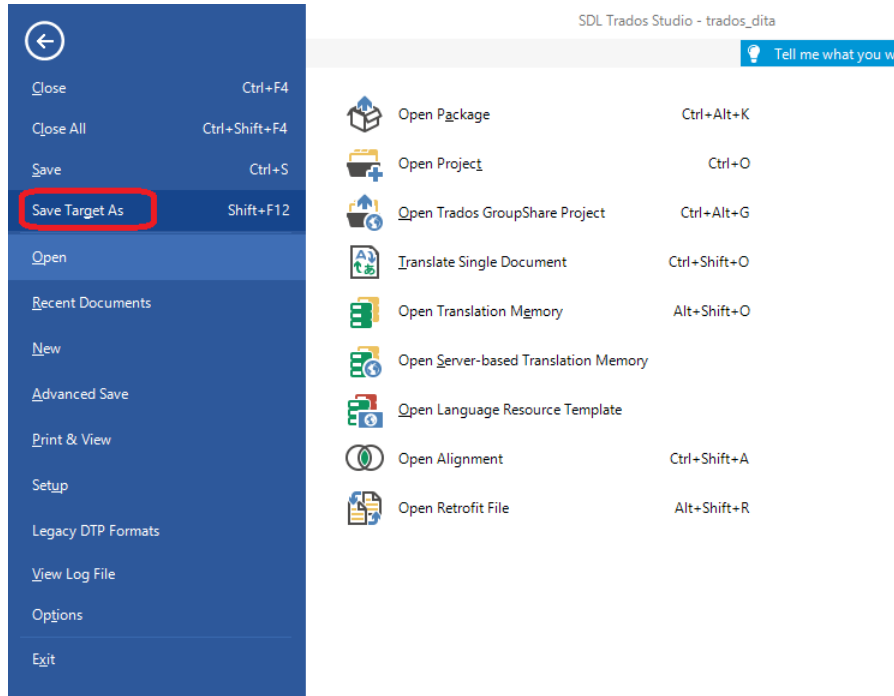 SDL Trados Studio - trados_dita
Tell me what you w
Close Ctrl+F4
Close All Ctrl+Shift+F4
Save Ctrl+S
Save Target As Shift+F12
Open
Recent Documents
New
Advanced Save
Print & View
Setup
Legacy DTP Formats
View Log File
Options
Exit
Open Package Ctrl+Alt+K
Open Project Ctrl+O
Open Trados GroupShare Project Ctrl+Alt+G
Translate Single Document Ctrl+Shift+O
Open Translation Memory Alt+Shift+O
Open Server-based Translation Memory
Open Language Resource Template
Open Alignment Ctrl+Shift+A
Open Retrofit File Alt+Shift+R